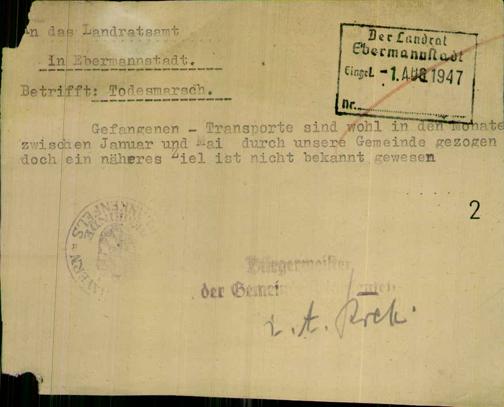 An das Landratsamt
In Ebermannstadt.
Betrifft: Todesmarsch.
Der Landrat
Ebermannstadt
Eingel. -1. AUG 1947
Nr.
Gefangenen - Transporte sind wohl in den Monate
zwischen Januar und Mai durch unsere Gemeinde gezogen
doch ein näheres Ziel ist nicht bekannt gewesen
2
Bürgermeister
der Gemein